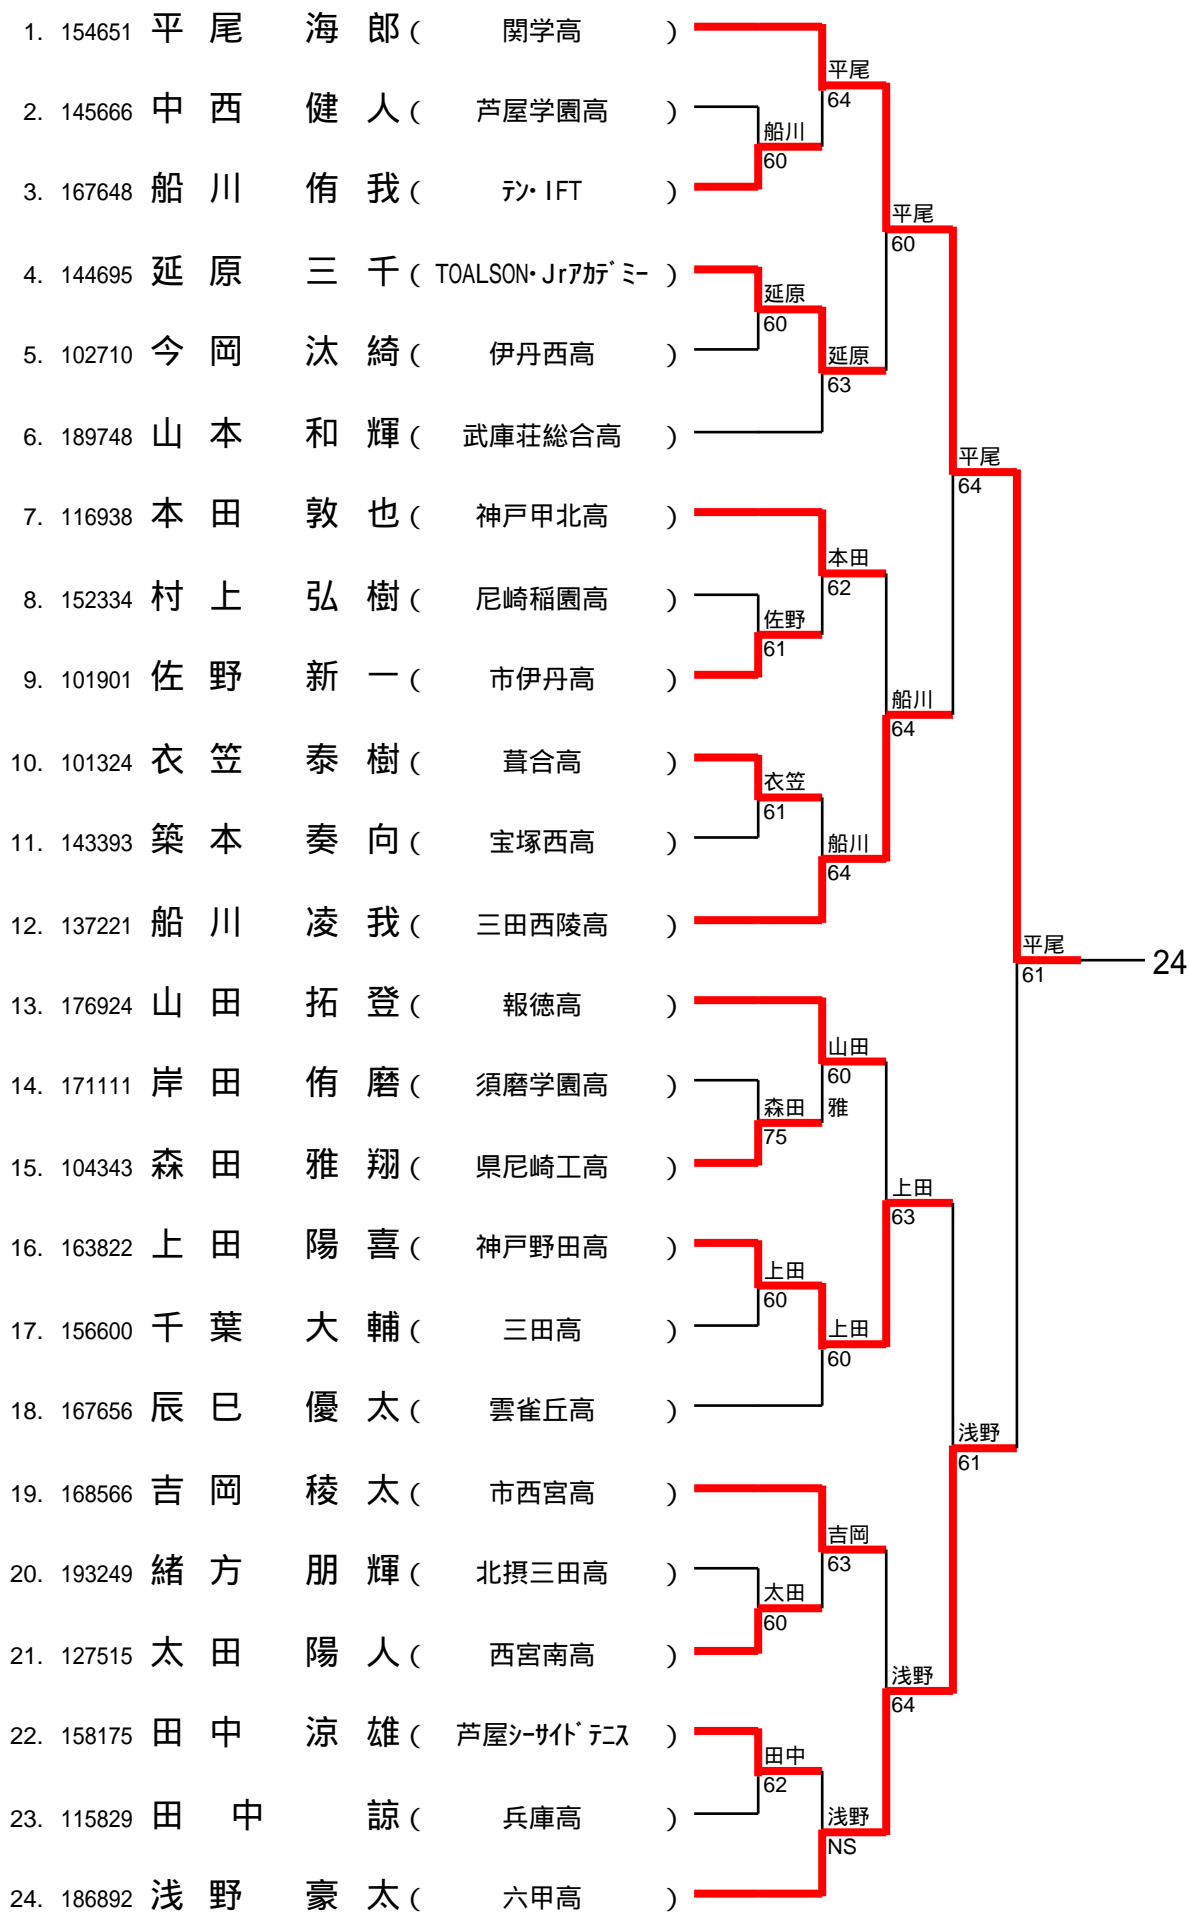 1. 154651 平尾 海郎 ( 関学高 )
平尾
64
2. 145666 中西 健人 ( 芦屋学園高 )
船川
60
3. 167648 船川 侑我 ( テン・IFT )
平尾
60
4. 144695 延原 三千 ( TOALSON・Jrアカデミー )
延原
60
5. 102710 今岡 汰綺 ( 伊丹西高 )
延原
63
6. 189748 山本 和輝 ( 武庫荘総合高 )
平尾
64
7. 116938 本田 敦也 ( 神戸甲北高 )
本田
62
8. 152334 村上 弘樹 ( 尼崎稲園高 )
佐野
61
9. 101901 佐野 新一 ( 市伊丹高 )
船川
64
10. 101324 衣笠 泰樹 ( 葺合高 )
衣笠
61
11. 143393 築本 奏向 ( 宝塚西高 )
船川
64
12. 137221 船川 凌我 ( 三田西陵高 )
平尾
61
24
13. 176924 山田 拓登 ( 報徳高 )
山田
60
14. 171111 岸田 侑磨 ( 須磨学園高 )
森田 雅
75
15. 104343 森田 雅翔 ( 県尼崎工高 )
上田
63
16. 163822 上田 陽喜 ( 神戸野田高 )
上田
60
17. 156600 千葉 大輔 ( 三田高 )
上田
60
18. 167656 辰巳 優太 ( 雲雀丘高 )
浅野
61
19. 168566 吉岡 稜太 ( 市西宮高 )
吉岡
63
20. 193249 緒方 朋輝 ( 北摂三田高 )
太田
60
21. 127515 太田 陽人 ( 西宮南高 )
浅野
64
22. 158175 田中 涼雄 ( 芦屋シーサイドテニス )
田中
62
23. 115829 田中 諒 ( 兵庫高 )
浅野
NS
24. 186892 浅野 豪太 ( 六甲高 )